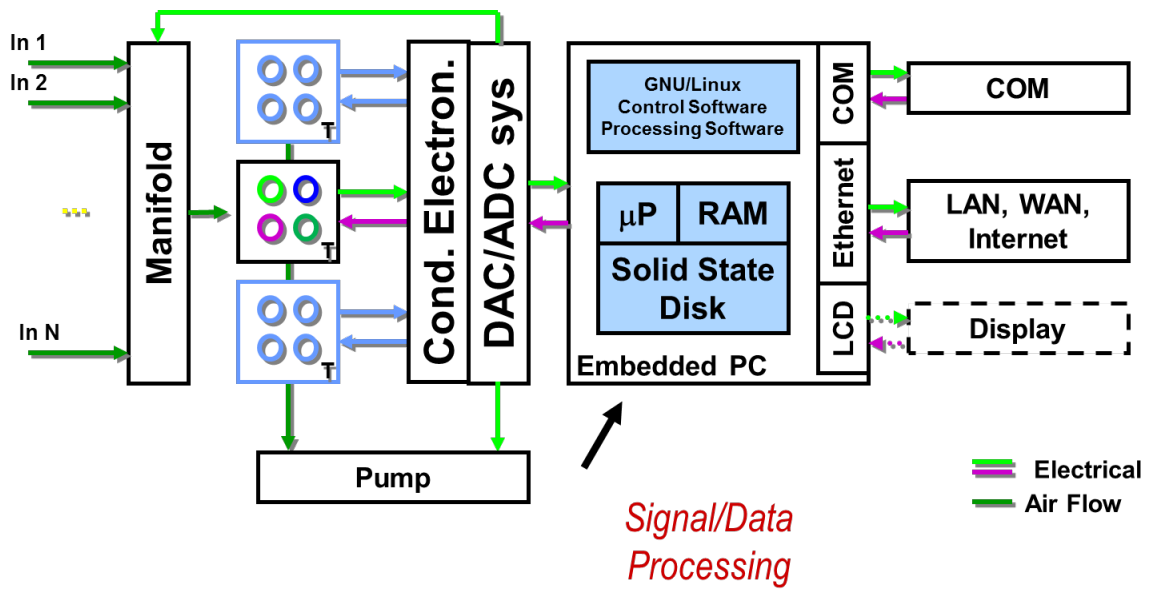 In 1
In 2
...
In N
Manifold
T
T
T
Cond. Electron.
DAC/ADC sys
Pump
GNU/Linux
Control Software
Processing Software
μP
RAM
Solid State
Disk
Embedded PC
COM
Ethernet
LCD
COM
LAN, WAN,
Internet
Display
Electrical
Air Flow
Signal/Data
Processing